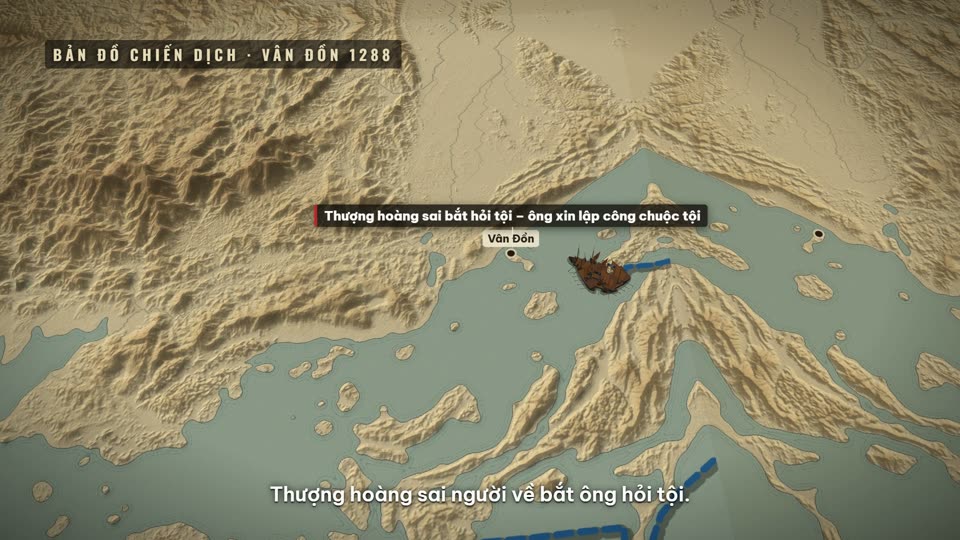 BẢN ĐỒ CHIẾN DỊCH · VÂN ĐỒN 1288
Thượng hoàng sai bắt hỏi tội – ông xin lập công chuộc tội
Vân Đồn
Thượng hoàng sai người về bắt ông hỏi tội.